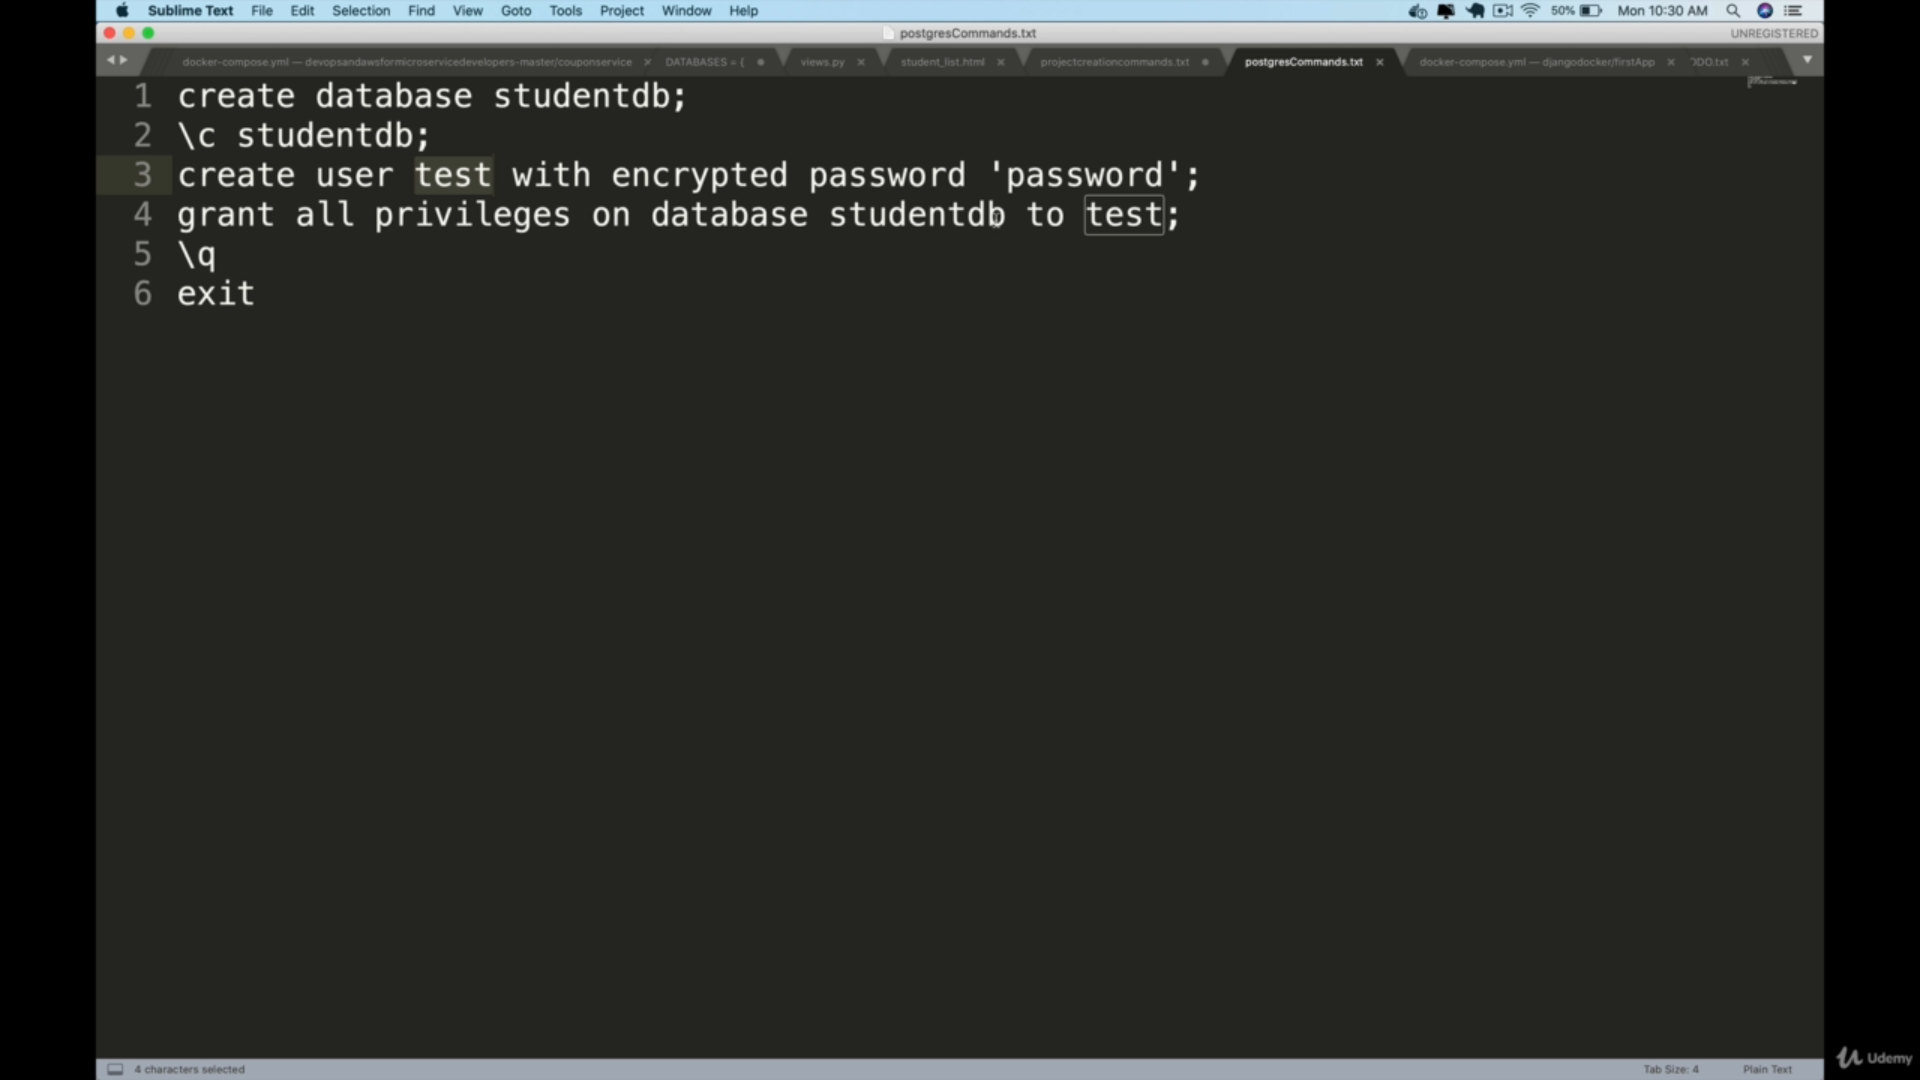 Sublime Text File Edit Selection Find View Goto Tools Project Window Help 50% Mon 10:30 AM
postgresCommands.txt UNREGISTERED
docker-compose.yml — devopsandawsformicroservicedevelopers-master/couponservice DATABASES = { views.py student_list.html projectcreationcommands.txt postgresCommands.txt docker-compose.yml — djangodocker/firstApp
1 create database studentdb;
2 \c studentdb;
3 create user test with encrypted password 'password';
4 grant all privileges on database studentdb to test;
5 \q
6 exit
4 characters selected Tab Size: 4 Plain Text
Udemy